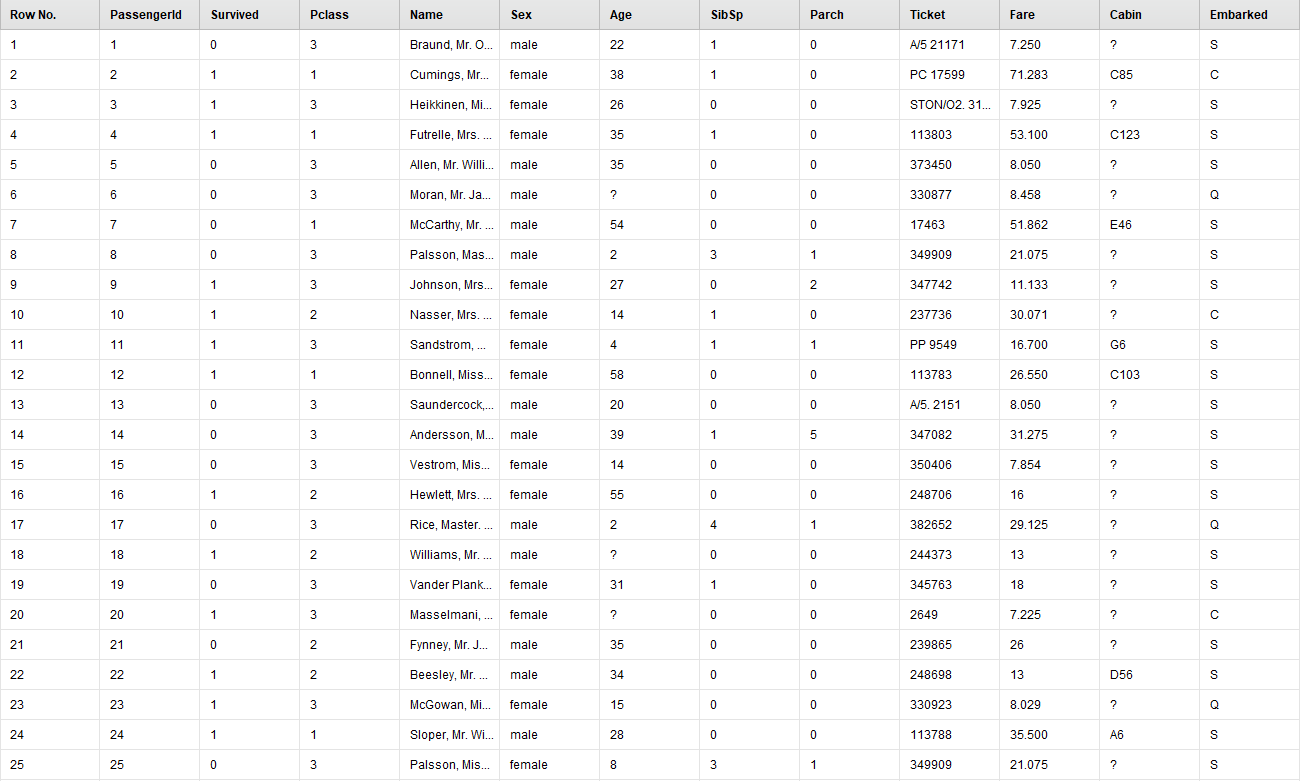 Row No. PassengerId Survived Pclass Name Sex Age SibSp Parch Ticket Fare Cabin Embarked
1 1 0 3 Braund, Mr. O... male 22 1 0 A/5 21171 7.250 ? S
2 2 1 1 Cumings, Mr... female 38 1 0 PC 17599 71.283 C85 C
3 3 1 3 Heikkinen, Mi... female 26 0 0 STON/O2. 31... 7.925 ? S
4 4 1 1 Futrelle, Mrs. ... female 35 1 0 113803 53.100 C123 S
5 5 0 3 Allen, Mr. Willi... male 35 0 0 373450 8.050 ? S
6 6 0 3 Moran, Mr. Ja... male ? 0 0 330877 8.458 ? Q
7 7 0 1 McCarthy, Mr. ... male 54 0 0 17463 51.862 E46 S
8 8 0 3 Palsson, Mas... male 2 3 1 349909 21.075 ? S
9 9 1 3 Johnson, Mrs... female 27 0 2 347742 11.133 ? S
10 10 1 2 Nasser, Mrs. ... female 14 1 0 237736 30.071 ? C
11 11 1 3 Sandstrom, ... female 4 1 1 PP 9549 16.700 G6 S
12 12 1 1 Bonnell, Miss... female 58 0 0 113783 26.550 C103 S
13 13 0 3 Saundercock,... male 20 0 0 A/5. 2151 8.050 ? S
14 14 0 3 Andersson, M... male 39 1 5 347082 31.275 ? S
15 15 0 3 Vestrom, Mis... female 14 0 0 350406 7.854 ? S
16 16 1 2 Hewlett, Mrs. ... female 55 0 0 248706 16 ? S
17 17 0 3 Rice, Master. ... male 2 4 1 382652 29.125 ? Q
18 18 1 2 Williams, Mr. ... male ? 0 0 244373 13 ? S
19 19 0 3 Vander Plank... female 31 1 0 345763 18 ? S
20 20 1 3 Masselmani, ... female ? 0 0 2649 7.225 ? C
21 21 0 2 Fynney, Mr. J... male 35 0 0 239865 26 ? S
22 22 1 2 Beesley, Mr. ... male 34 0 0 248698 13 D56 S
23 23 1 3 McGowan, Mi... female 15 0 0 330923 8.029 ? Q
24 24 1 1 Sloper, Mr. Wi... male 28 0 0 113788 35.500 A6 S
25 25 0 3 Palsson, Mis... female 8 3 1 349909 21.075 ? S